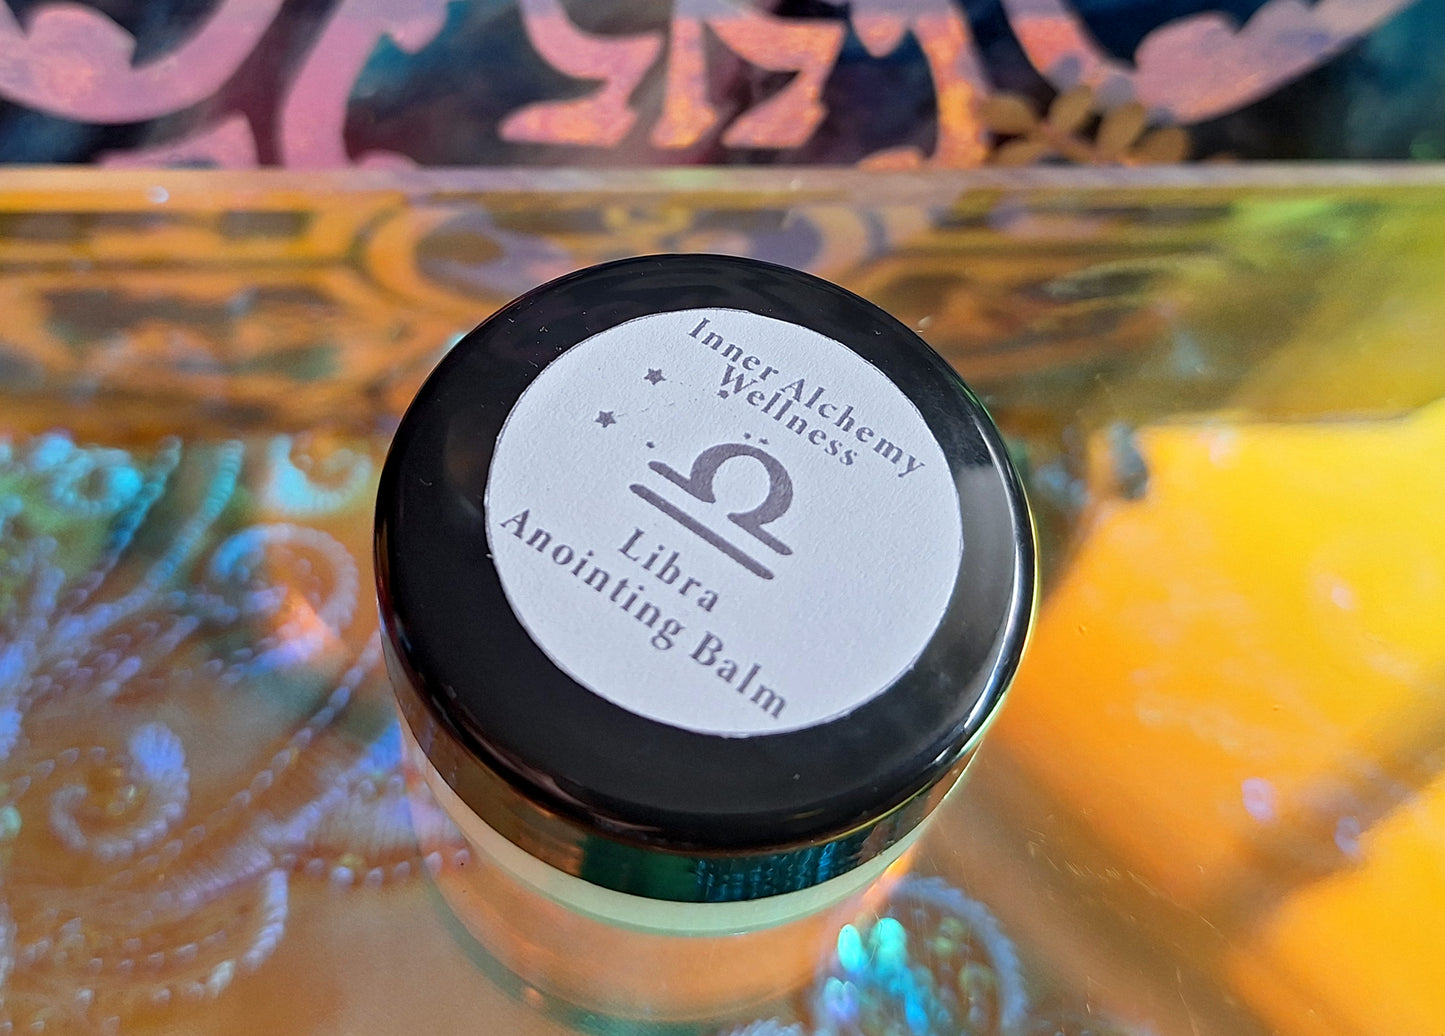 Inner Alchemy
Wellness
Libra
Anointing Balm